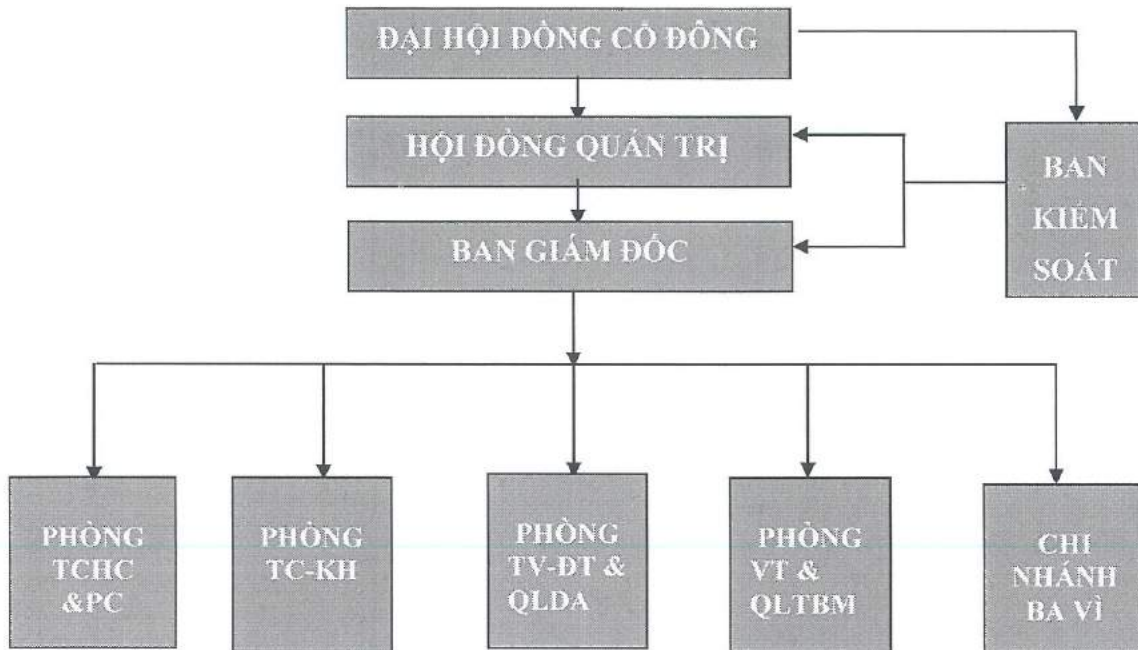 ĐẠI HỘI ĐỒNG CỔ ĐÔNG
HỘI ĐỒNG QUẢN TRỊ
BAN GIÁM ĐỐC
BAN
KIỂM
SOÁT
PHÒNG
TCHC
&PC
PHÒNG
TC-KH
PHÒNG
TV-ĐT &
QLDA
PHÒNG
VT &
QLTBM
CHI
NHÁNH
BA VÌ